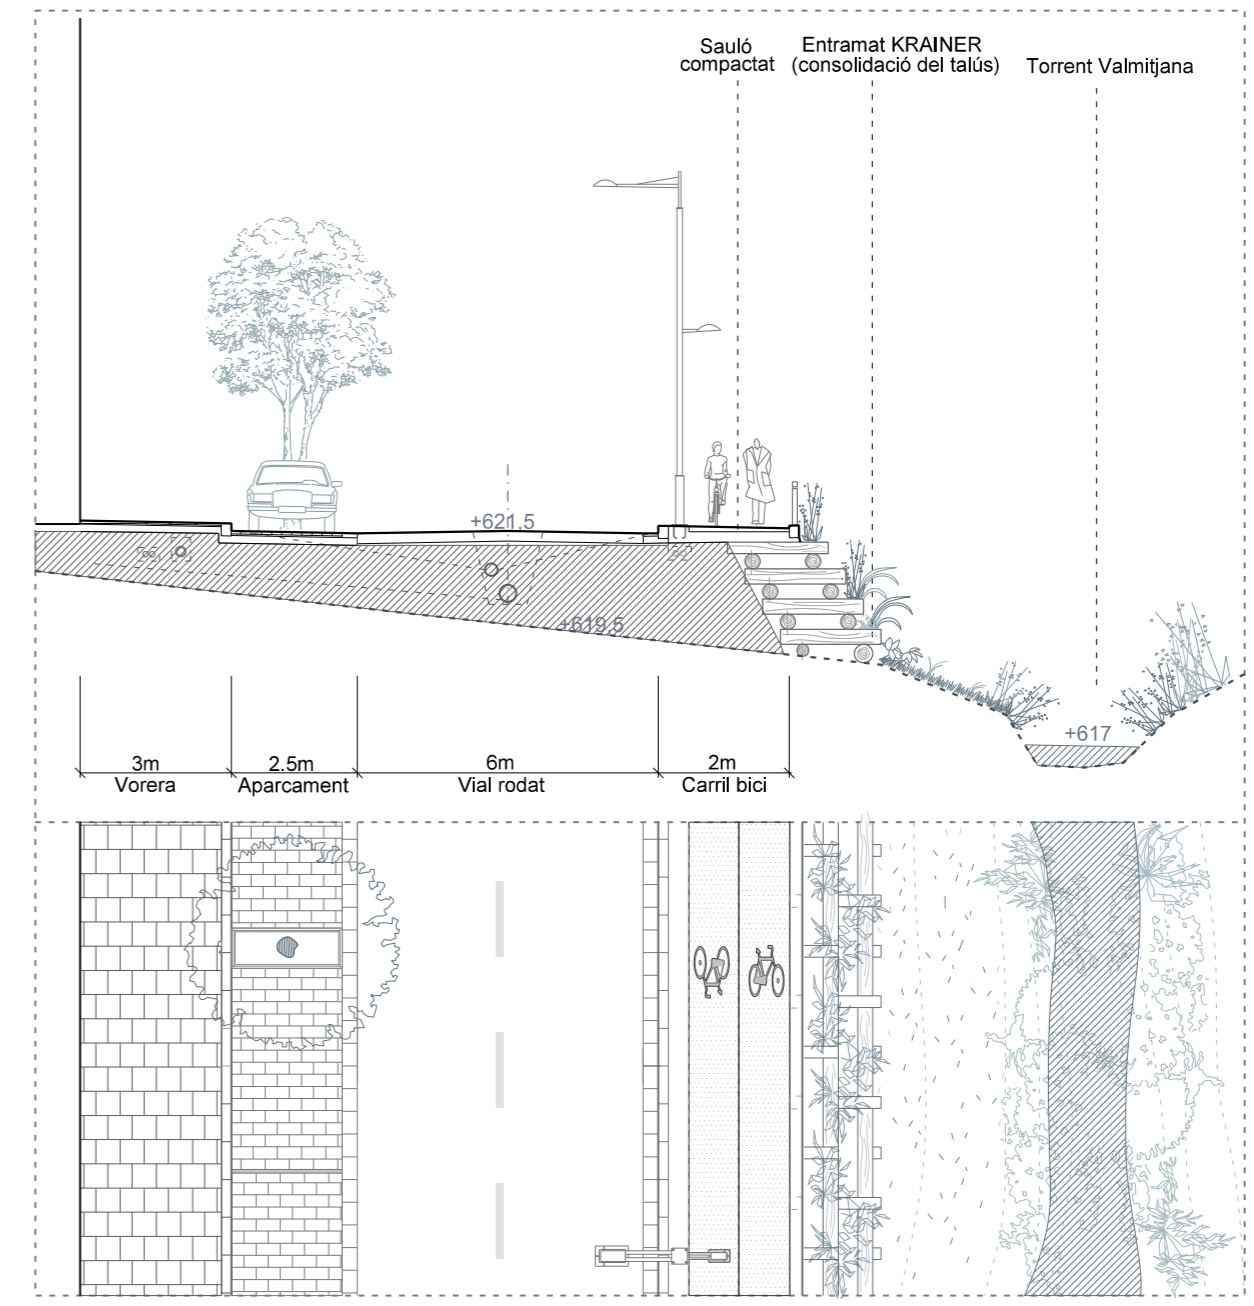 Sauló
compactat
Entramat KRAINER
(consolidació del talús)
Torrent Valmitjana
+621,5
+619,5
+617
3m
Vorera
2.5m
Aparcament
6m
Vial rodat
2m
Carril bici